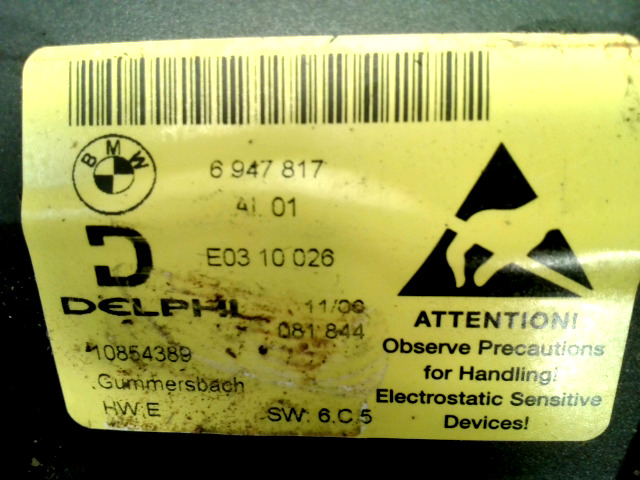 BMW
6 947 817
AI. 01
E03 10 026
DELPHI
11/06
081 844
10854389
Gummersbach
HW:E
SW: 6.C.5
ATTENTION!
Observe Precautions
for Handling!
Electrostatic Sensitive
Devices!